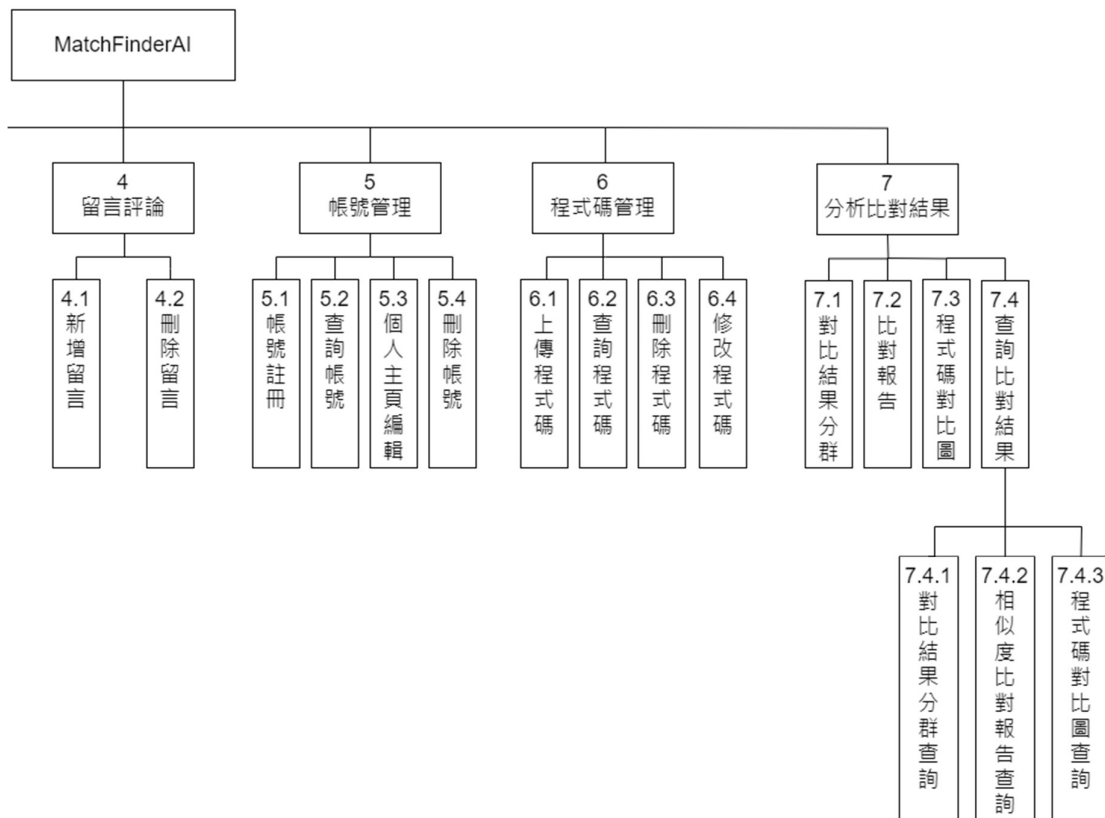 MatchFinderAI
4
留言評論
5
帳號管理
6
程式碼管理
7
分析比對結果
4.1
新增留言
4.2
刪除留言
5.1
帳號註冊
5.2
查詢帳號
5.3
個人主頁編輯
5.4
刪除帳號
6.1
上傳程式碼
6.2
查詢程式碼
6.3
刪除程式碼
6.4
修改程式碼
7.1
對比結果分群
7.2
比對報告
7.3
程式碼對比圖
7.4
查詢比對結果
7.4.1
對比結果分群查詢
7.4.2
相似度比對報告查詢
7.4.3
程式碼對比圖查詢